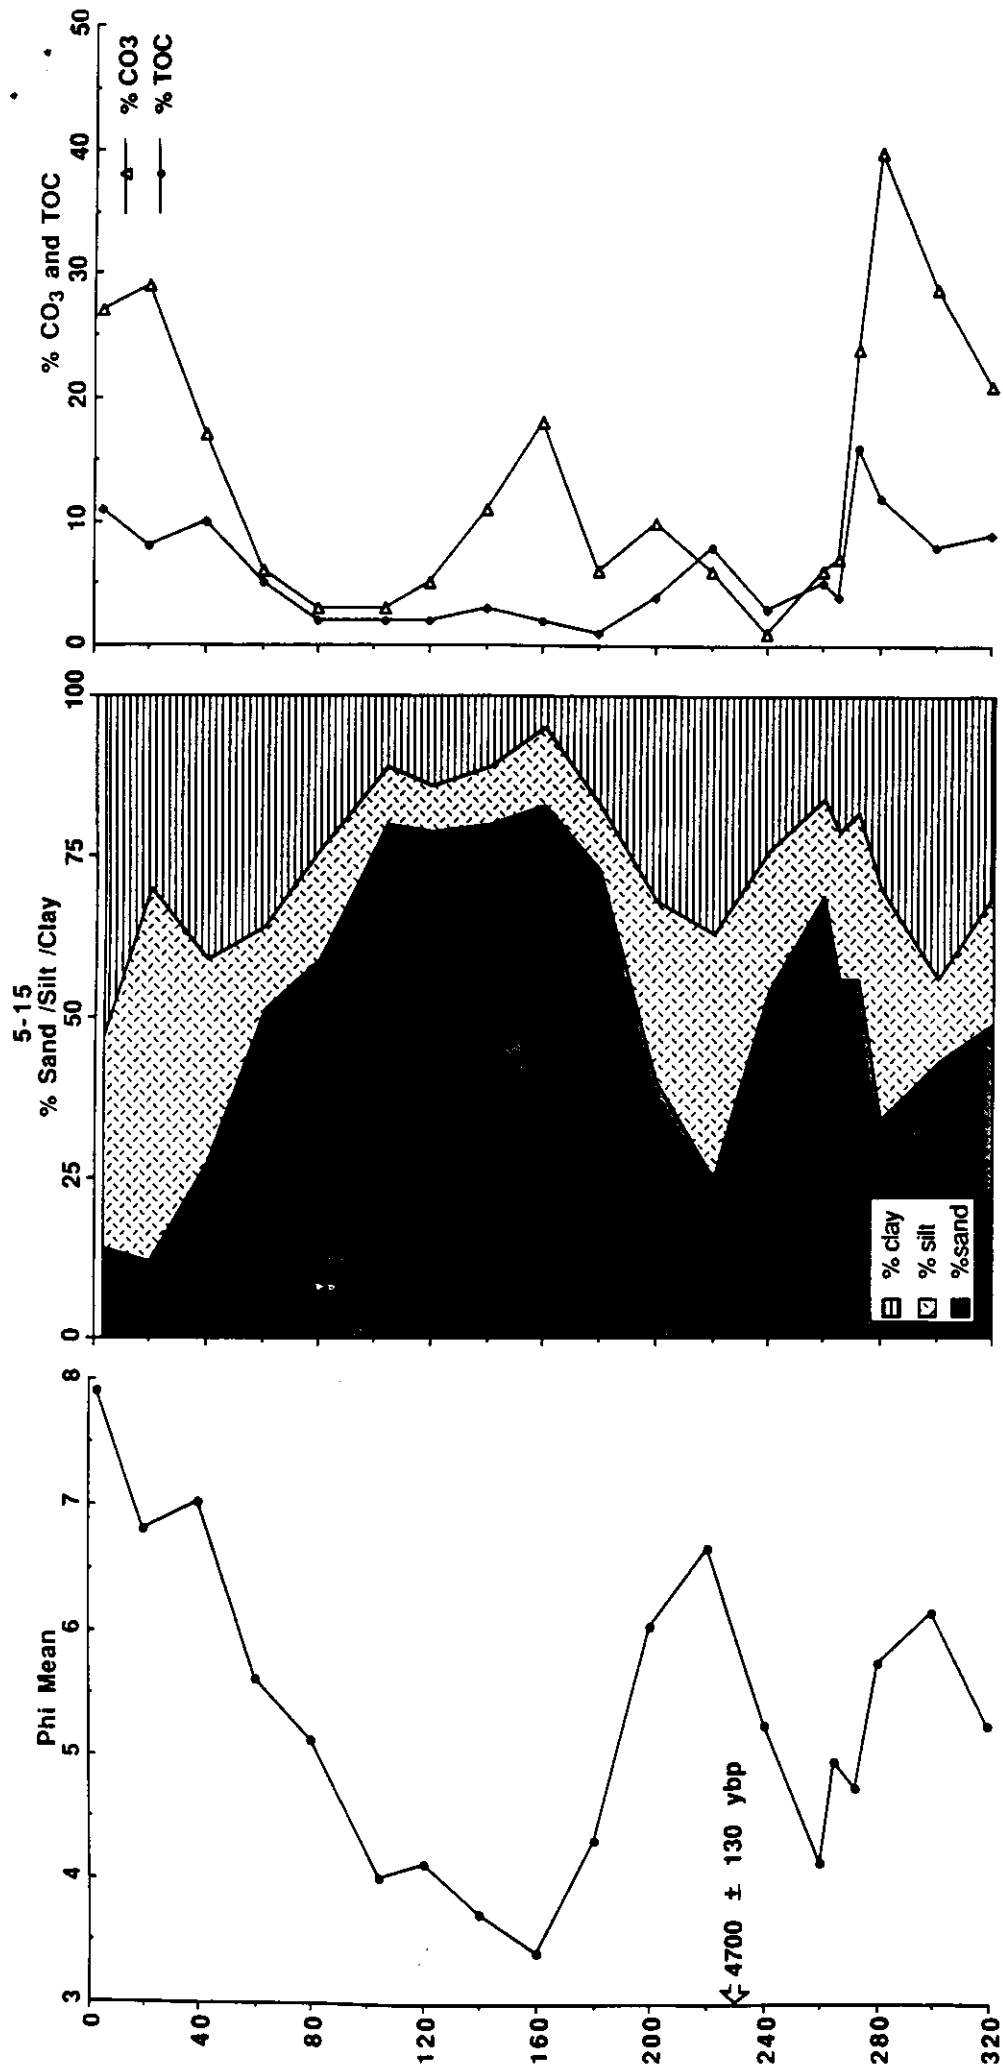 5-15
Phi Mean
% Sand /Silt /Clay
% CO3 and TOC
3 4 5 6 7 8
0 25 50 75 100
0 10 20 30 40 50
% CO3
% TOC
% clay
% silt
%sand
4700 ± 130 ybp
0
40
80
120
160
200
240
280
320